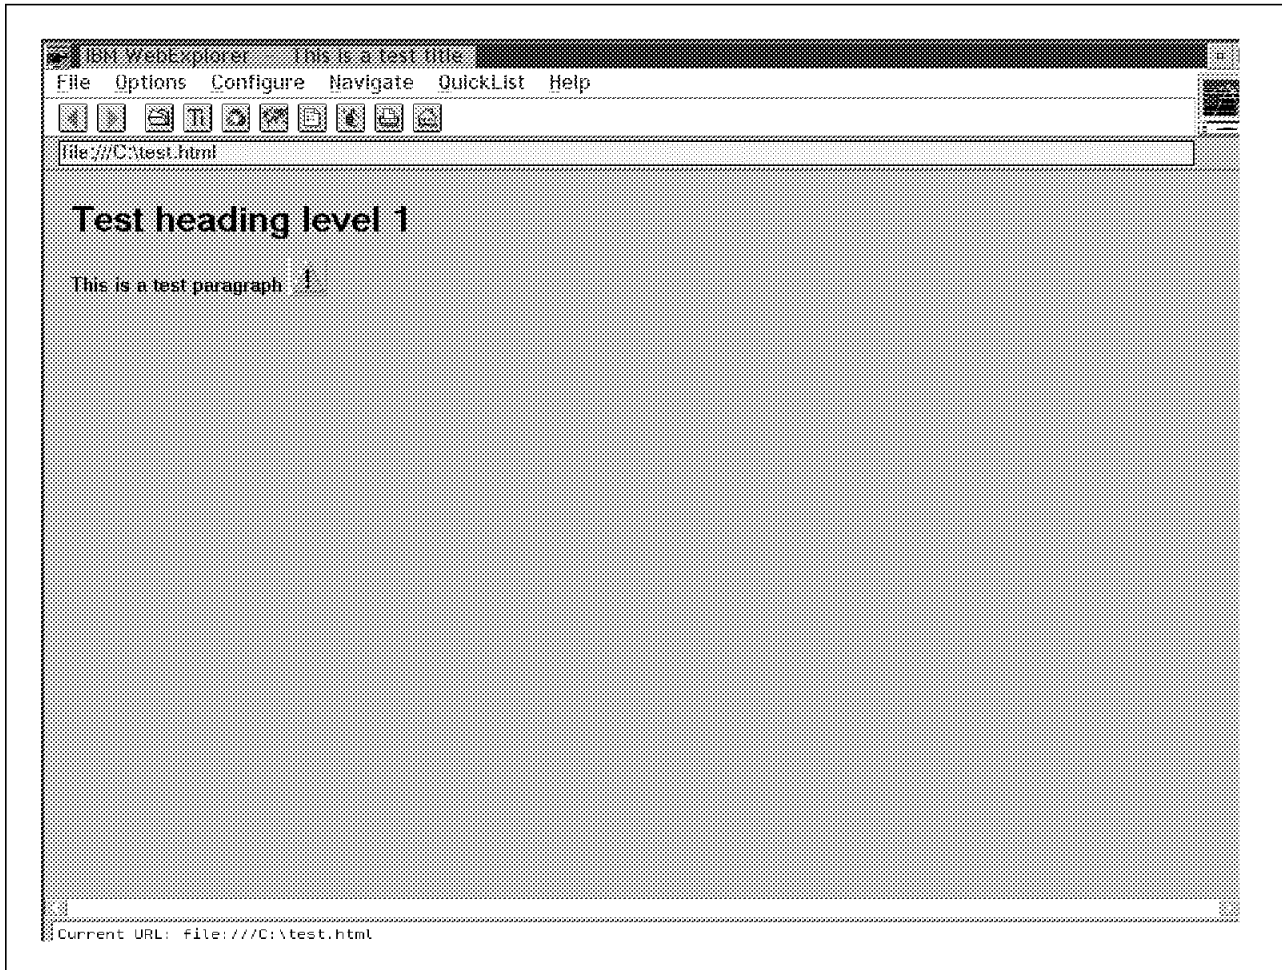 IBM WebExplorer This is a test title
File Options Configure Navigate QuickList Help
file:///C:\test.html
Test heading level 1
This is a test paragraph !
Current URL: file:///C:\test.html